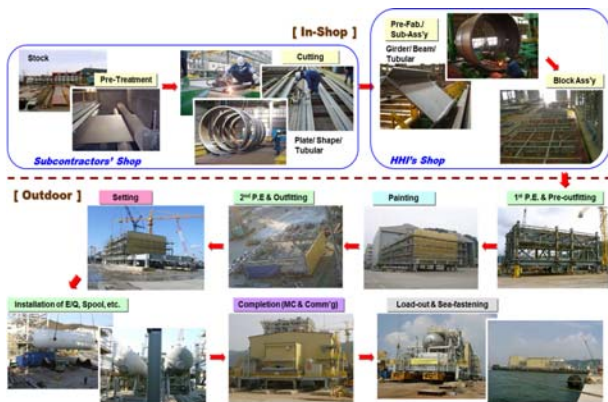 [ In-Shop ]
Stock
Pre-Treatment
Cutting
Plate/ Shape/
Tubular
Subcontractors' Shop
Pre-Fab./
Sub-Ass'y
Girder/ Beam/
Tubular
Block Ass'y
HHI's Shop
[ Outdoor ]
Setting
2nd P.E & Outfitting
Painting
1st P.E. & Pre-outfitting
Installation of E/Q, Spool, etc.
Completion (MC & Comm'g)
Load-out & Sea-fastening